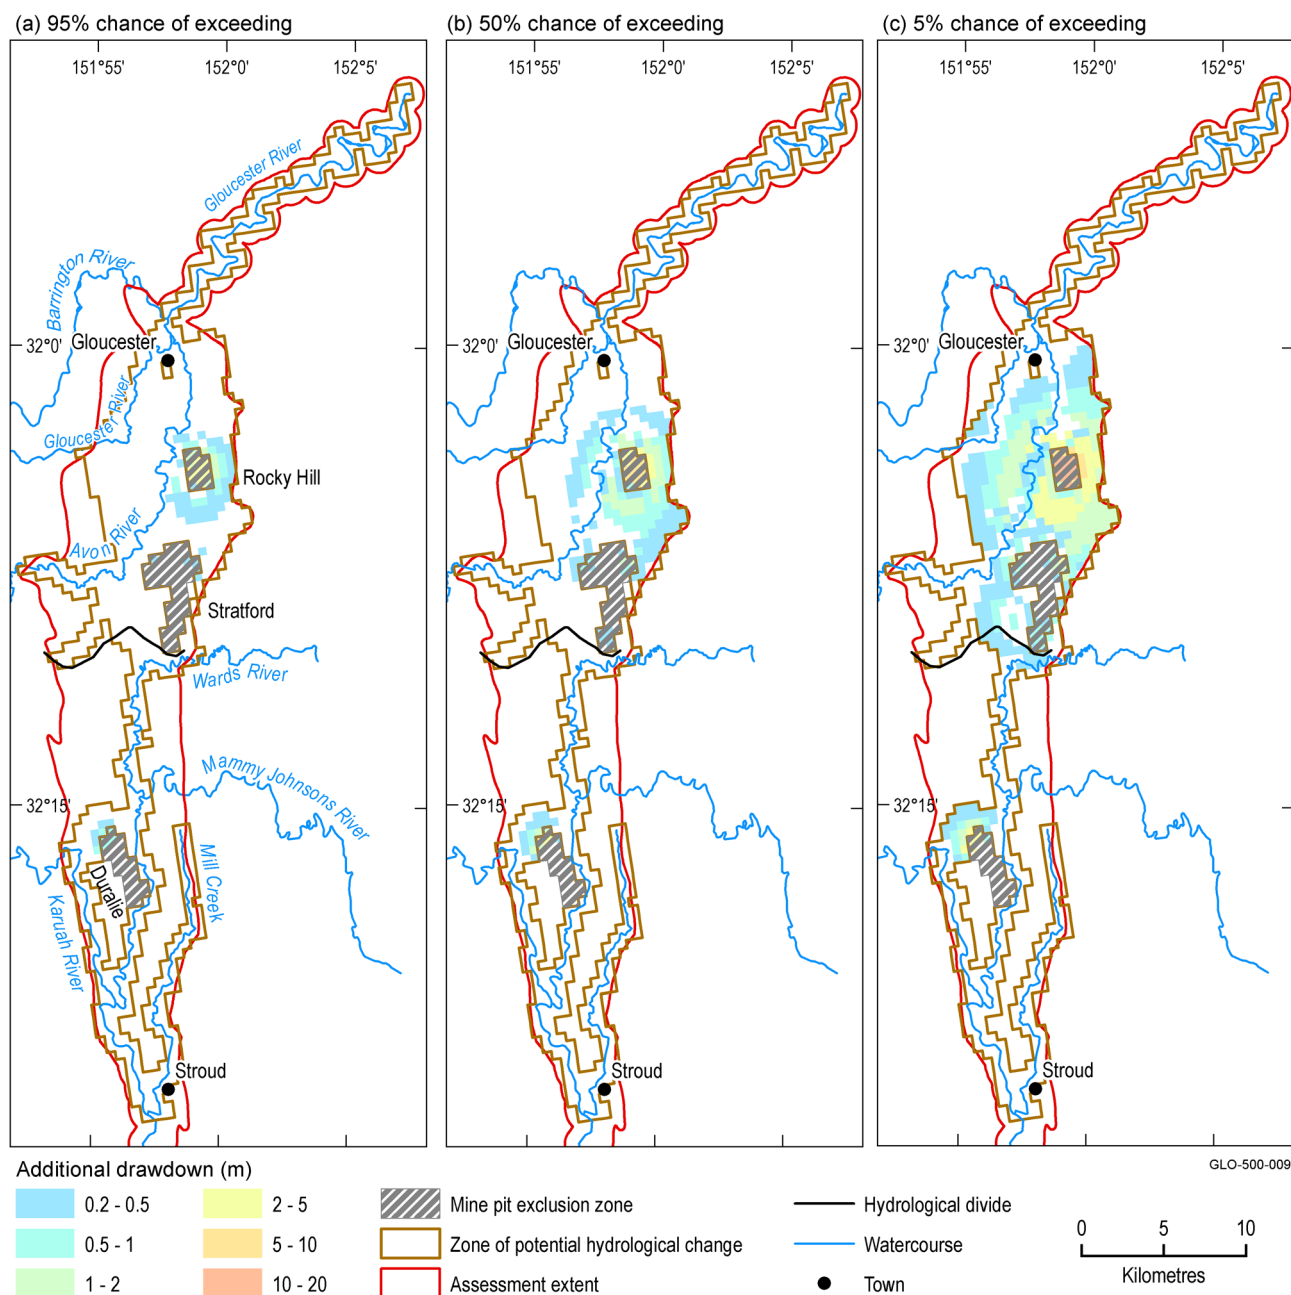 (a) 95% chance of exceeding
(b) 50% chance of exceeding
(c) 5% chance of exceeding
151°55'
152°0'
152°5'
151°55'
152°0'
152°5'
151°55'
152°0'
152°5'
Gloucester River
Barrington River
32°0'
Gloucester
32°0'
Gloucester
32°0'
Gloucester
Gloucester River
Rocky Hill
Avon River
Stratford
Wards River
Mammy Johnsons River
32°15'
32°15'
32°15'
Mill Creek
Duralie
Karuah River
Stroud
Stroud
Stroud
GLO-500-009
Additional drawdown (m)
0.2 - 0.5
2 - 5
Mine pit exclusion zone
Hydrological divide
0
5
10
0.5 - 1
5 - 10
Zone of potential hydrological change
Watercourse
Kilometres
1 - 2
10 - 20
Assessment extent
Town